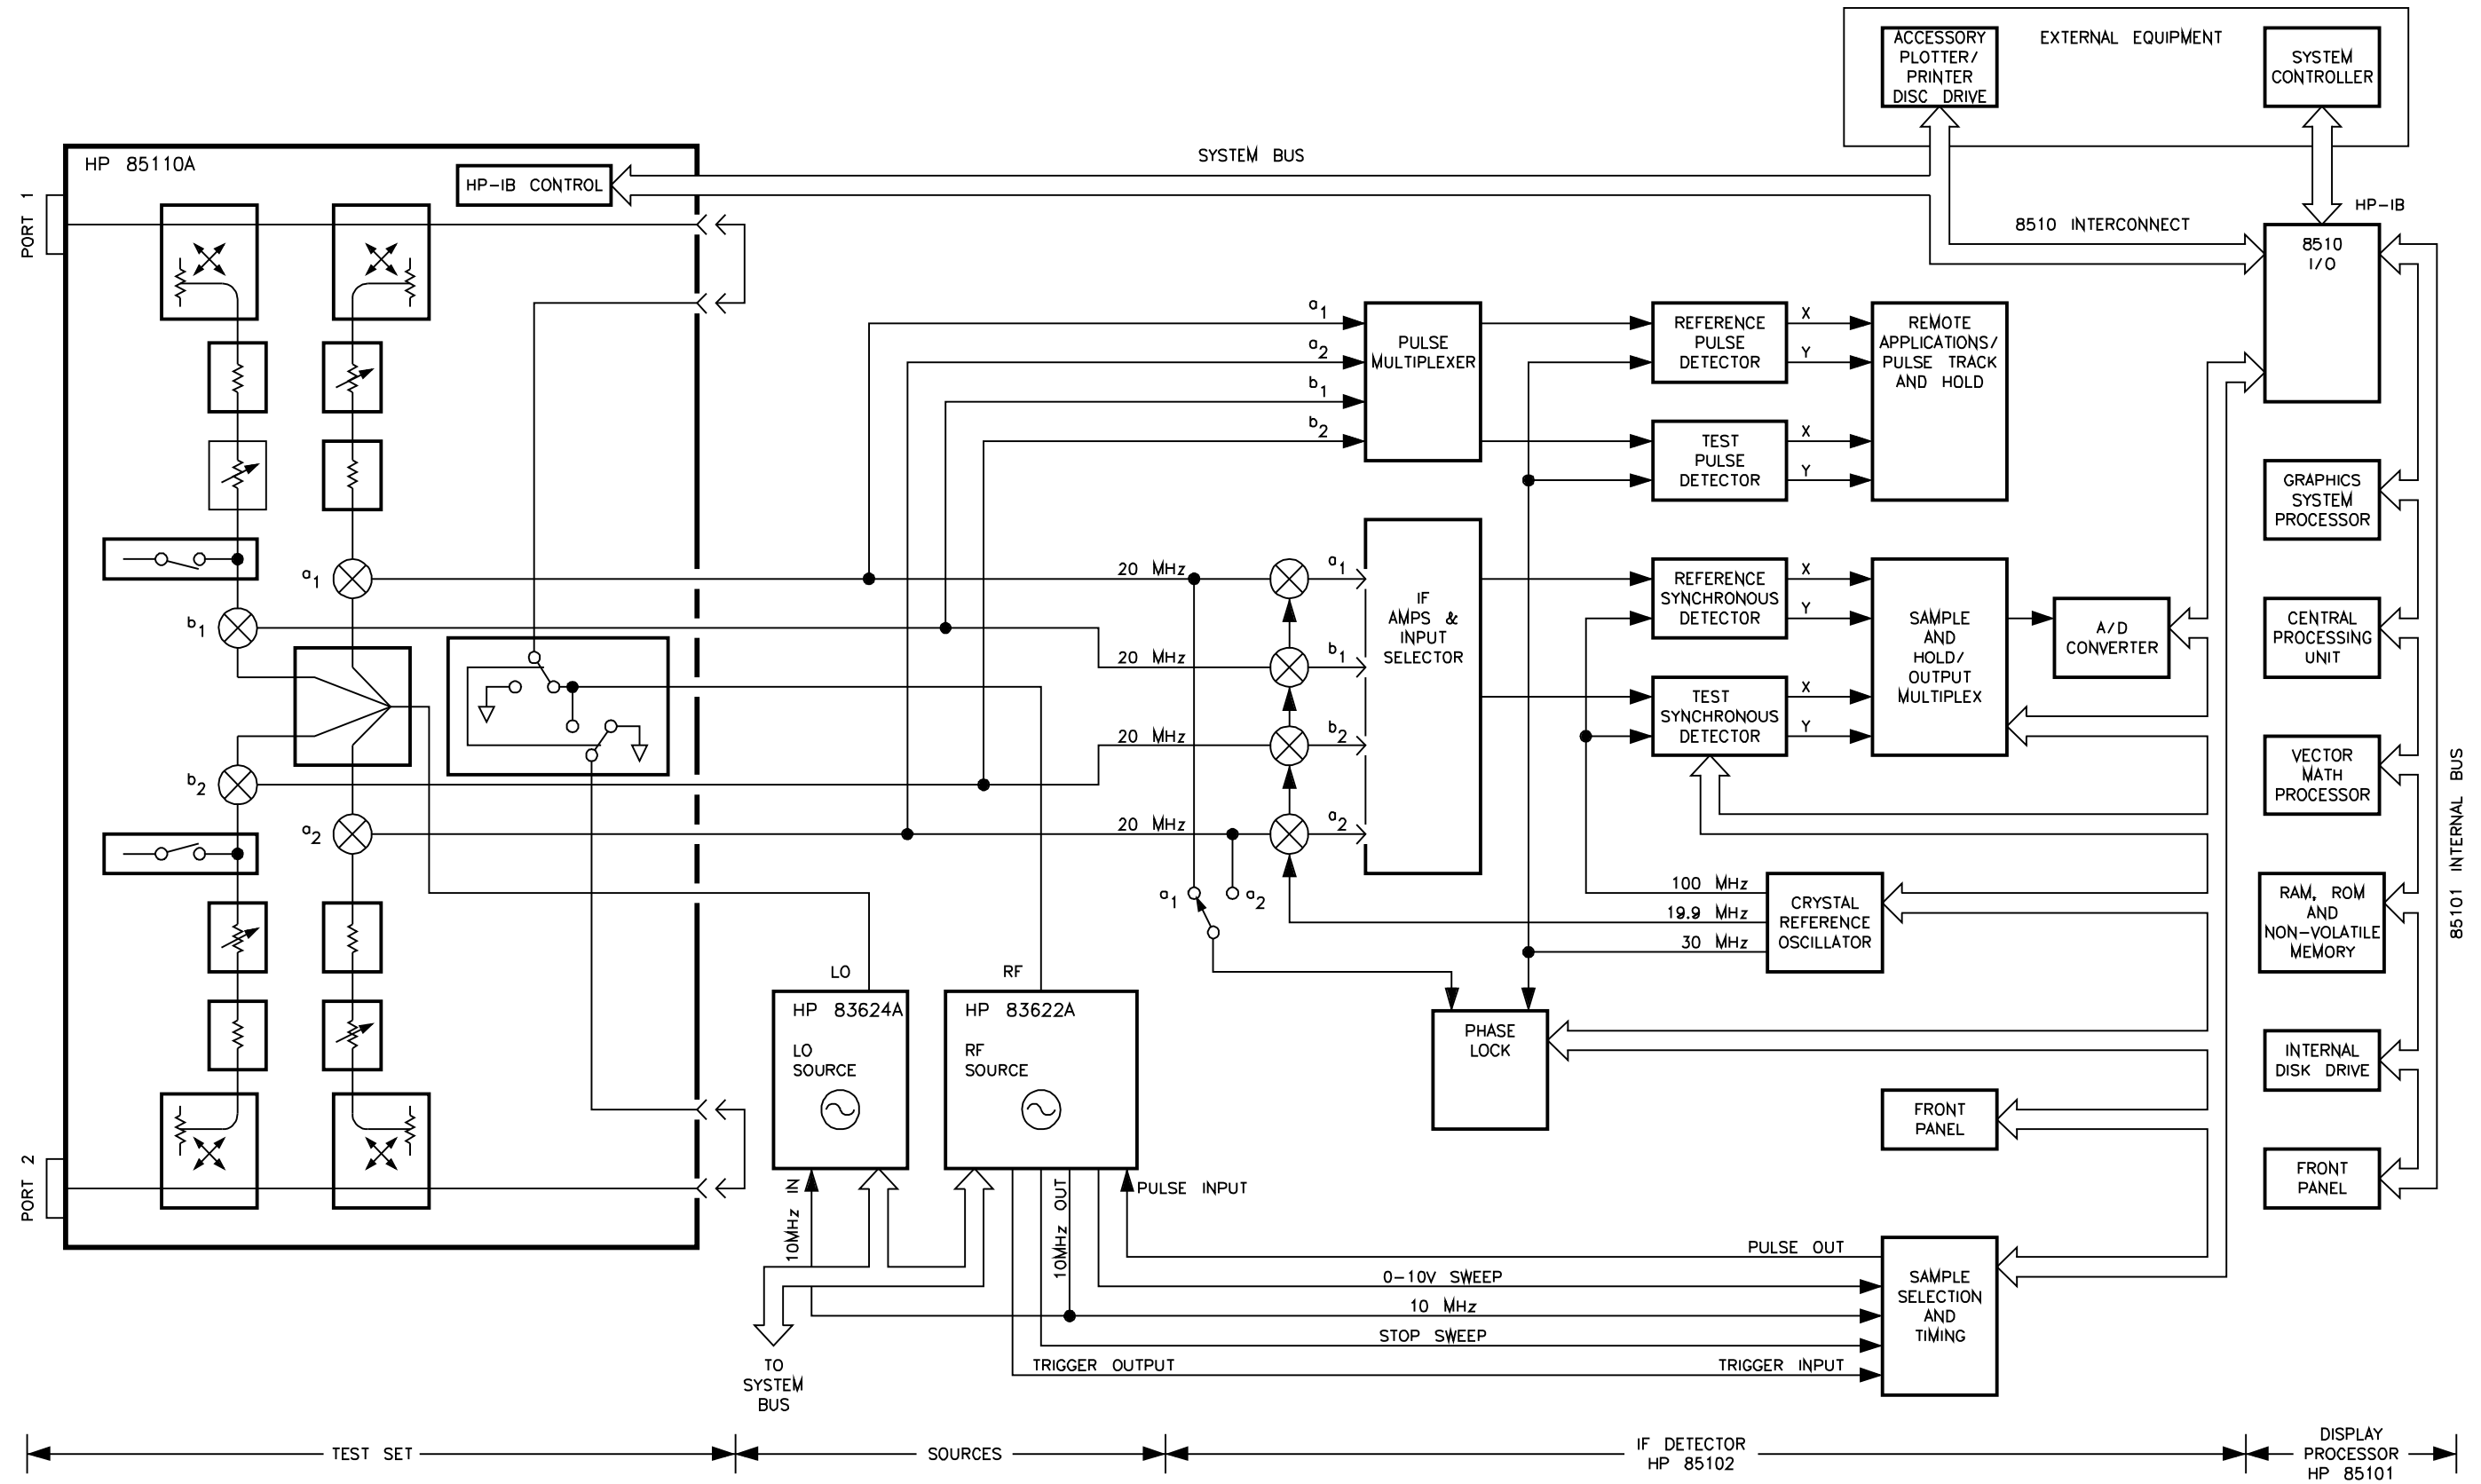 ACCESSORY
PLOTTER/
PRINTER
DISC DRIVE
EXTERNAL EQUIPMENT
SYSTEM
CONTROLLER
HP 85110A
HP-IB CONTROL
SYSTEM BUS
PORT 1
HP-IB
8510 INTERCONNECT
8510
I/O
a1
a2
b1
b2
PULSE
MULTIPLEXER
REFERENCE
PULSE
DETECTOR
X
Y
REMOTE
APPLICATIONS/
PULSE TRACK
AND HOLD
TEST
PULSE
DETECTOR
X
Y
GRAPHICS
SYSTEM
PROCESSOR
a1
b1
b2
a2
20 MHz
20 MHz
20 MHz
20 MHz
a1
b1
b2
a2
IF
AMPS &
INPUT
SELECTOR
REFERENCE
SYNCHRONOUS
DETECTOR
X
Y
TEST
SYNCHRONOUS
DETECTOR
X
Y
SAMPLE
AND
HOLD/
OUTPUT
MULTIPLEX
A/D
CONVERTER
CENTRAL
PROCESSING
UNIT
VECTOR
MATH
PROCESSOR
85101 INTERNAL BUS
a1
a2
100 MHz
19.9 MHz
30 MHz
CRYSTAL
REFERENCE
OSCILLATOR
RAM, ROM
AND
NON-VOLATILE
MEMORY
LO
RF
HP 83624A
LO
SOURCE
HP 83622A
RF
SOURCE
PHASE
LOCK
INTERNAL
DISK DRIVE
FRONT
PANEL
FRONT
PANEL
PORT 2
10MHz IN
10MHz OUT
PULSE INPUT
PULSE OUT
0-10V SWEEP
10 MHz
STOP SWEEP
TRIGGER OUTPUT
TRIGGER INPUT
SAMPLE
SELECTION
AND
TIMING
TO
SYSTEM
BUS
TEST SET
SOURCES
IF DETECTOR
HP 85102
DISPLAY
PROCESSOR
HP 85101